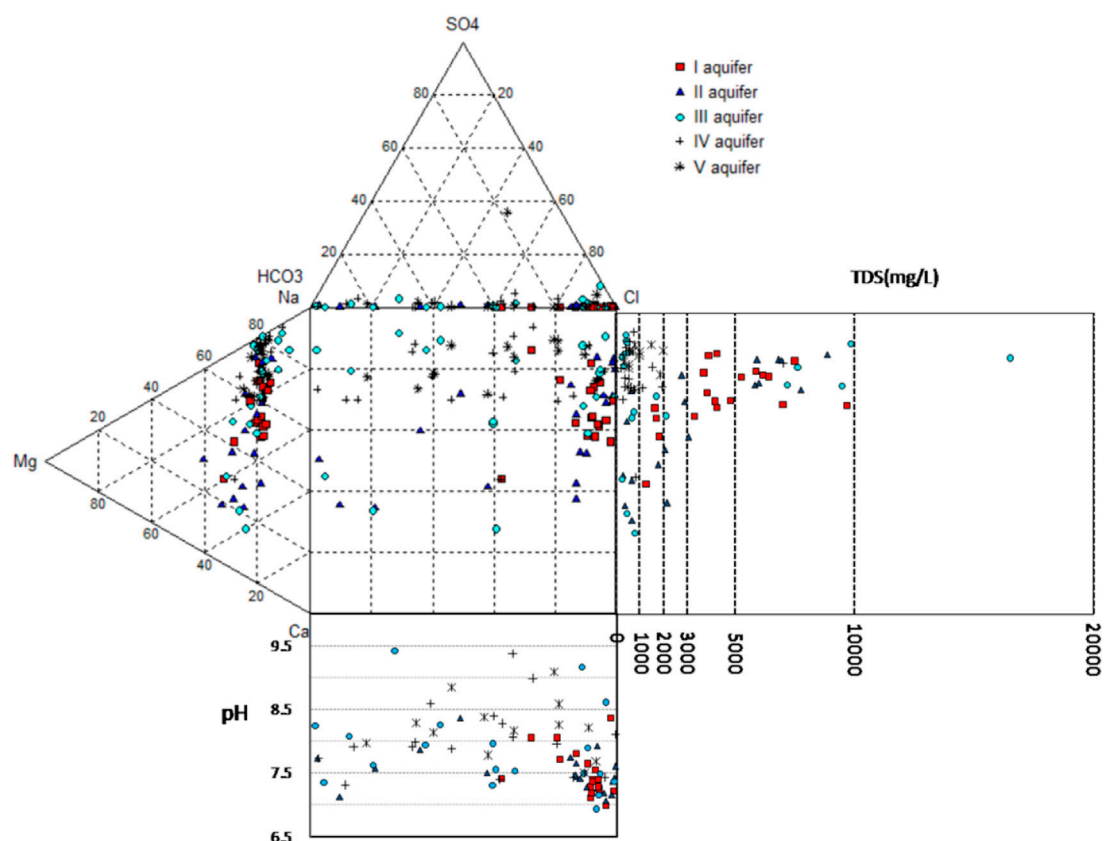 SO4
80
20
60
40
40
60
20
80
I aquifer
II aquifer
III aquifer
IV aquifer
V aquifer
HCO3
Cl
TDS(mg/L)
Na
80
60
40
20
Mg
80
60
40
20
Ca
0
1000
2000
3000
5000
10000
20000
pH
9.5
8.5
7.5
6.5